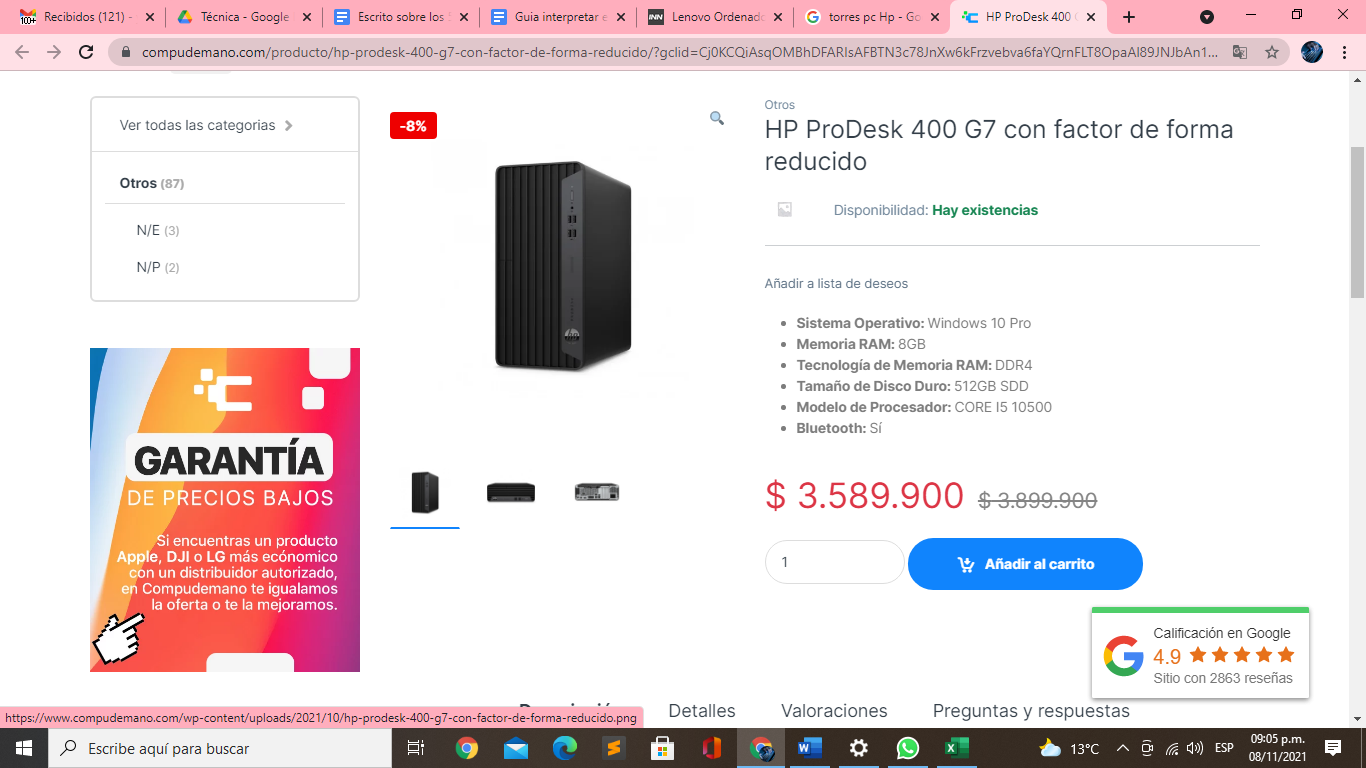 Recibidos (121) -
Técnica - Google
Escrito sobre los
Guia interpretar e
Lenovo Ordenado
torres pc Hp - Go
HP ProDesk 400 G
compudemano.com/producto/hp-prodesk-400-g7-con-factor-de-forma-reducido/?gclid=Cj0KCQiAsqOMBhDFARIsAFBTN3c78JnXw6kFrzvebva6faYQrnFLT8OpaAI89JNJbAn1...
Ver todas las categorias
Otros (87)
N/E (3)
N/P (2)
GARANTÍA
DE PRECIOS BAJOS
Si encuentras un producto
Apple, DJI o LG más ecónomico
con un distribuidor autorizado,
en Compudemano te igualamos
la oferta o te la mejoramos.
-8%
Otros
HP ProDesk 400 G7 con factor de forma
reducido
Disponibilidad: Hay existencias
Añadir a lista de deseos
Sistema Operativo: Windows 10 Pro
Memoria RAM: 8GB
Tecnología de Memoria RAM: DDR4
Tamaño de Disco Duro: 512GB SDD
Modelo de Procesador: CORE I5 10500
Bluetooth: Sí
$ 3.589.900 $ 3.899.900
1
Añadir al carrito
Calificación en Google
4.9
Sitio con 2863 reseñas
Descripción Detalles Valoraciones Preguntas y respuestas
https://www.compudemano.com/wp-content/uploads/2021/10/hp-prodesk-400-g7-con-factor-de-forma-reducido.png
Escribe aquí para buscar
13°C
ESP
09:05 p.m.
08/11/2021